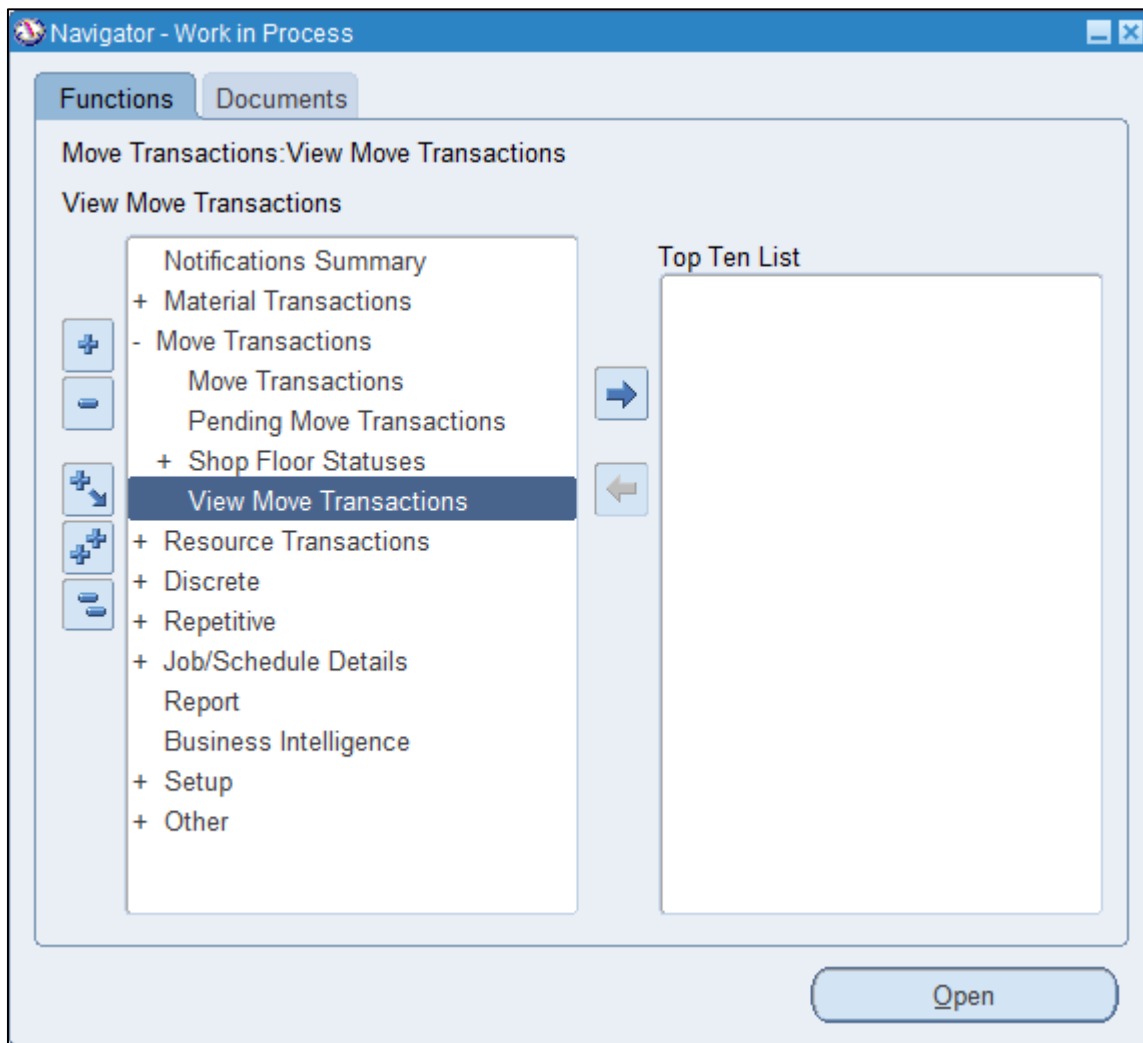 Navigator - Work in Process
Functions
Documents
Move Transactions:View Move Transactions
View Move Transactions
Notifications Summary
+ Material Transactions
- Move Transactions
Move Transactions
Pending Move Transactions
+ Shop Floor Statuses
View Move Transactions
+ Resource Transactions
+ Discrete
+ Repetitive
+ Job/Schedule Details
Report
Business Intelligence
+ Setup
+ Other
Top Ten List
Open